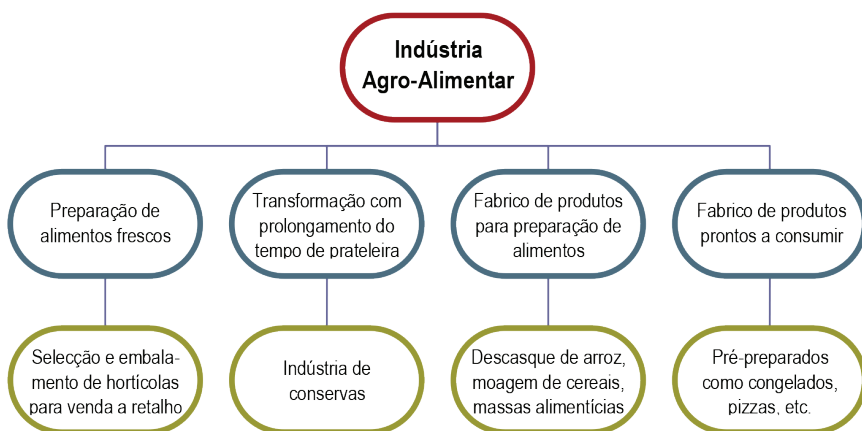 Indústria
Agro-Alimentar
Preparação de
alimentos frescos
Transformação com
prolongamento do
tempo de prateleira
Fabrico de produtos
para preparação de
alimentos
Fabrico de produtos
prontos a consumir
Selecção e embala-
mento de hortícolas
para venda a retalho
Indústria de
conservas
Descasque de arroz,
moagem de cereais,
massas alimentícias
Pré-preparados
como congelados,
pizzas, etc.